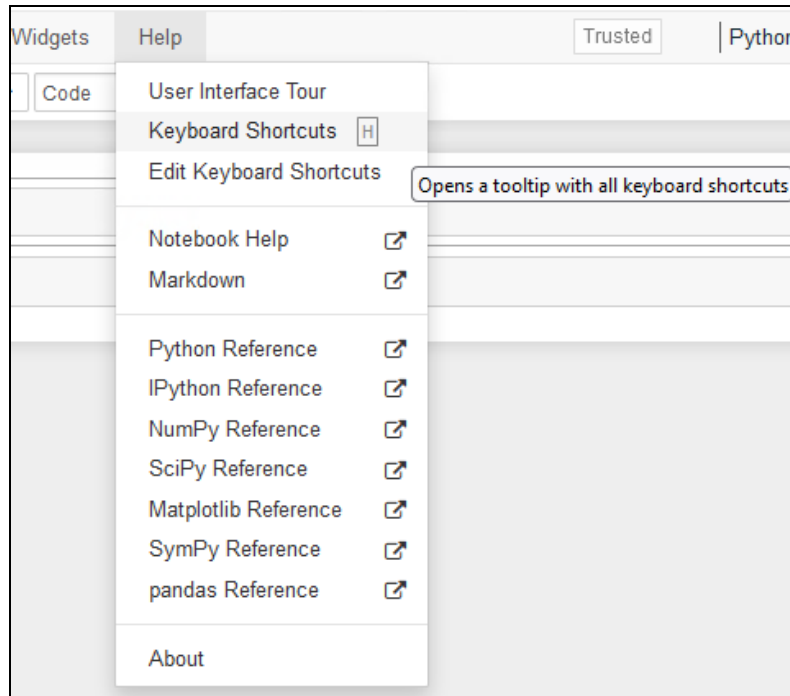 Widgets Help Trusted Python
Code
User Interface Tour
Keyboard Shortcuts H
Edit Keyboard Shortcuts
Opens a tooltip with all keyboard shortcuts
Notebook Help
Markdown
Python Reference
IPython Reference
NumPy Reference
SciPy Reference
Matplotlib Reference
SymPy Reference
pandas Reference
About